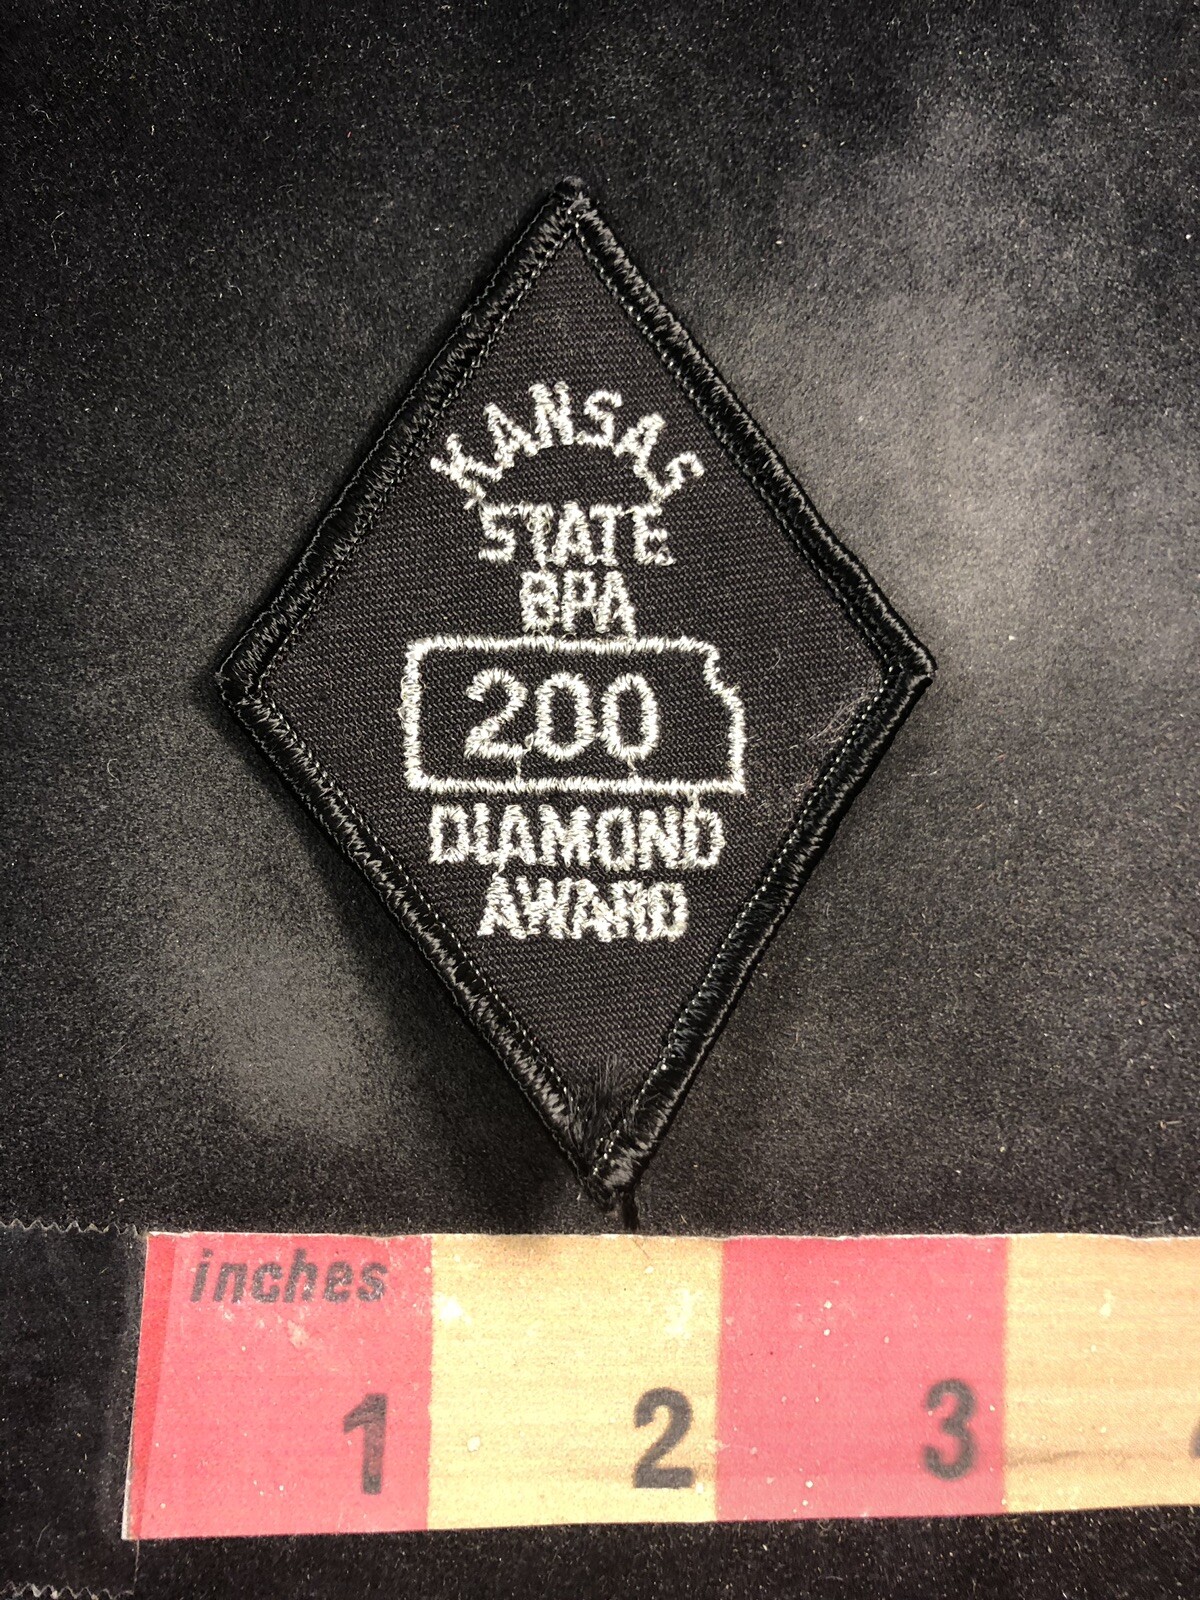 KANSAS
STATE
BPA
200
DIAMOND
AWARD
inches
1 2 3